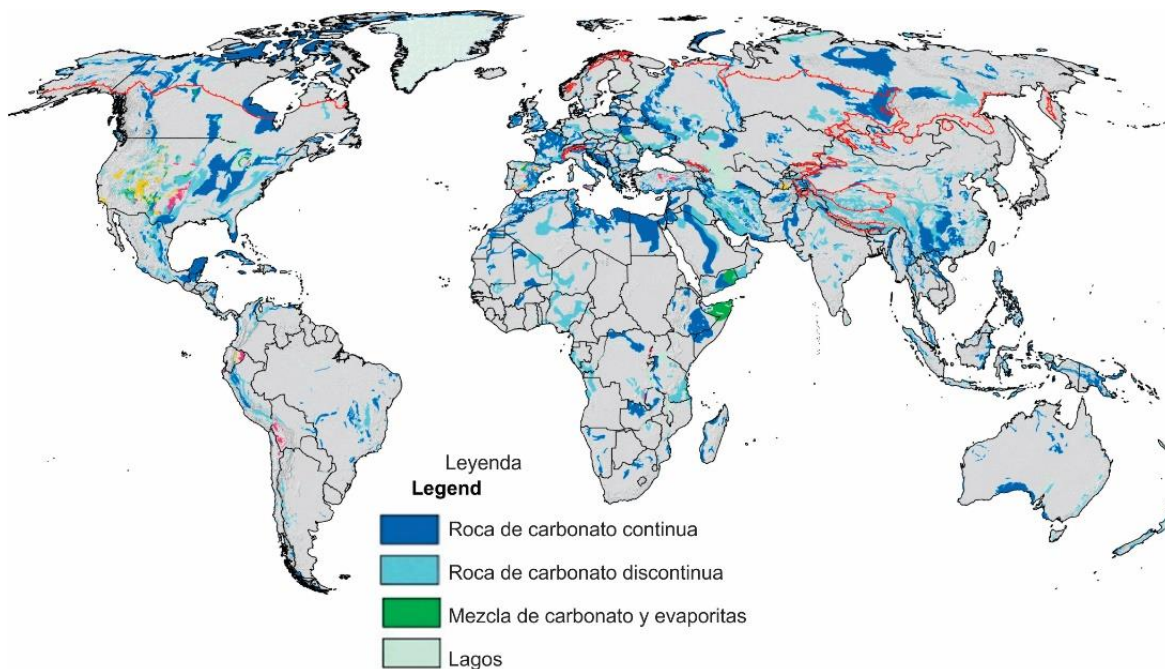 Leyenda
Legend
Roca de carbonato continua
Roca de carbonato discontinua
Mezcla de carbonato y evaporitas
Lagos